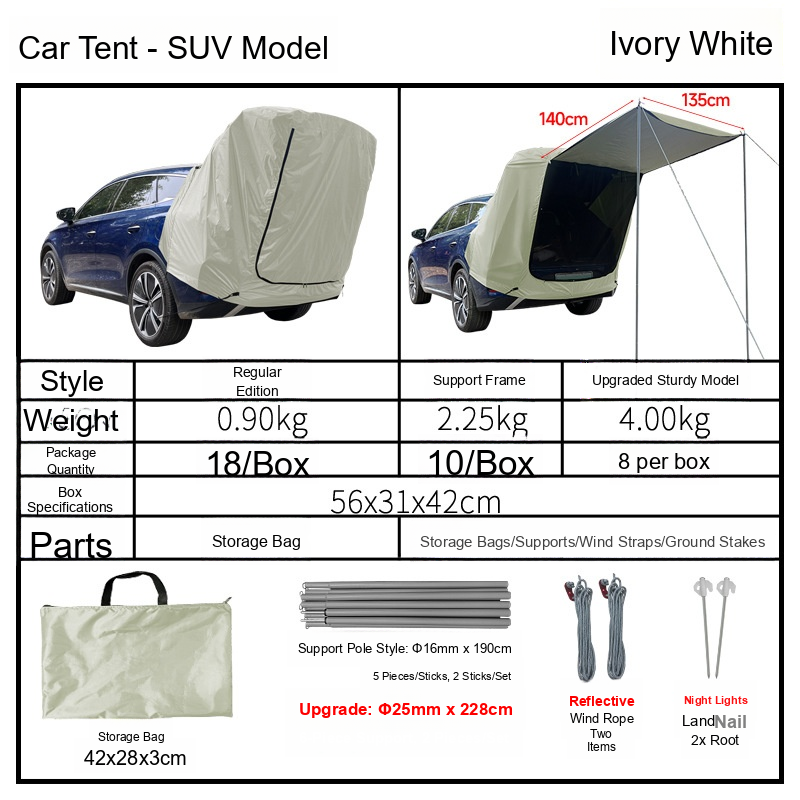 Car Tent - SUV Model
Ivory White
140cm
135cm
Style
Regular
Edition
Support Frame
Upgraded Sturdy Model
Weight
0.90kg
2.25kg
4.00kg
Package
Quantity
18/Box
10/Box
8 per box
Box
Specifications
56x31x42cm
Parts
Storage Bag
Storage Bags/Supports/Wind Straps/Ground Stakes
Support Pole Style: Φ16mm x 190cm
5 Pieces/Sticks, 2 Sticks/Set
Upgrade: Φ25mm x 228cm
Storage Bag
42x28x3cm
Reflective
Wind Rope
Two
Items
Night Lights
LandNail
2x Root